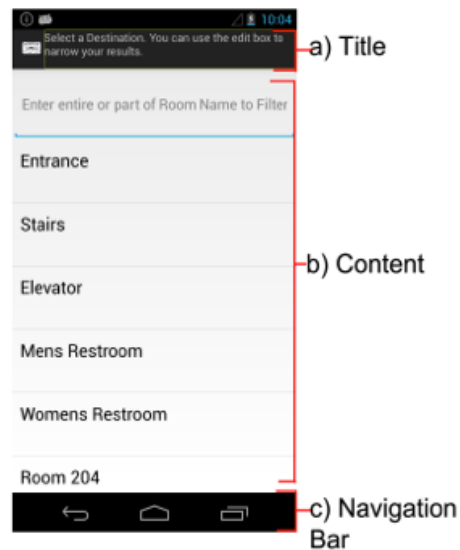 10:04
Select a Destination. You can use the edit box to
narrow your results.
a) Title
Enter entire or part of Room Name to Filter
Entrance
Stairs
b) Content
Elevator
Mens Restroom
Womens Restroom
Room 204
c) Navigation
Bar